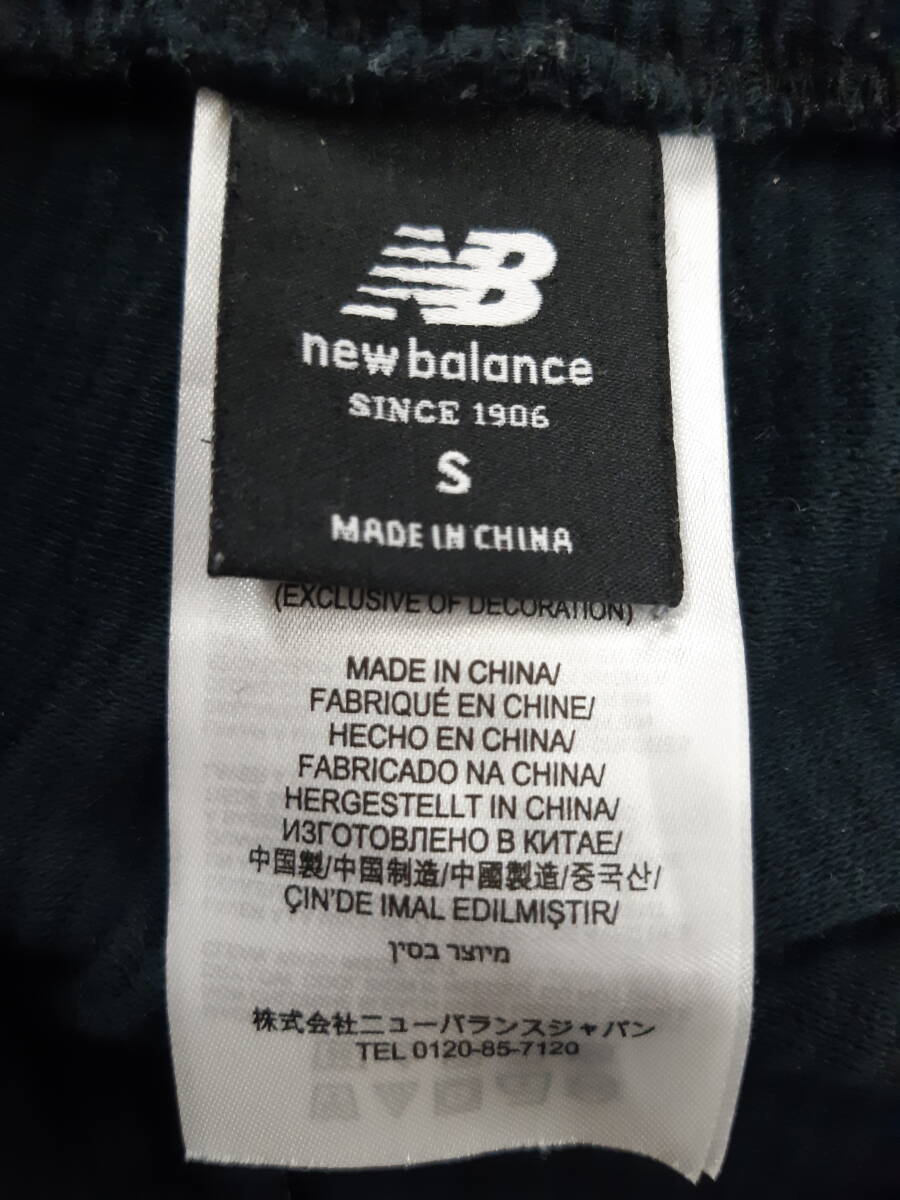 NB
new balance
SINCE 1906
S
MADE IN CHINA
(EXCLUSIVE OF DECORATION)
MADE IN CHINA/
FABRIQUÉ EN CHINE/
HECHO EN CHINA/
FABRICADO NA CHINA/
HERGESTELLT IN CHINA/
ИЗГОТОВЛЕНО В КИТАЕ/
中国製/中国制造/中國製造/중국산/
ÇIN'DE IMAL EDILMIŞTIR/
מיוצר בסין
株式会社ニューバランスジャパン
TEL 0120-85-7120